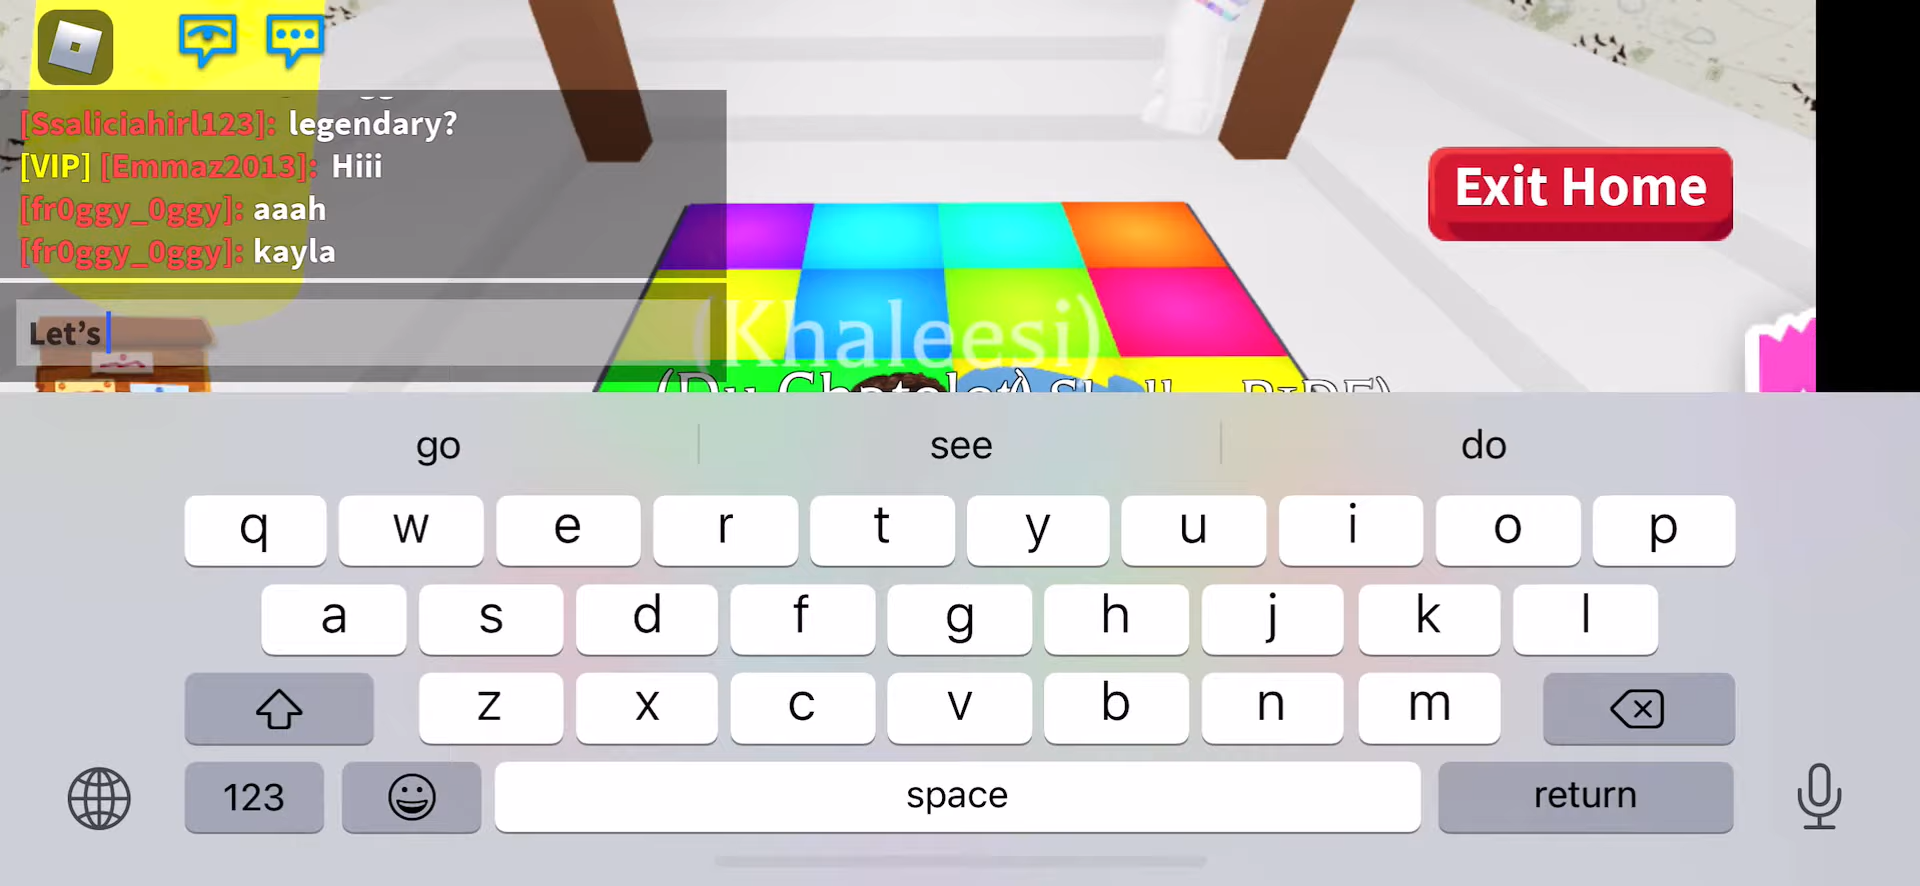 [Ssaliciahirl123]: legendary?
[VIP] [Emmaz2013]: Hiii
[fr0ggy_0ggy]: aaah
[fr0ggy_0ggy]: kayla
Let’s
Exit Home
(Khaleesi)
go see do
q w e r t y u i o p
a s d f g h j k l
z x c v b n m
123 space return